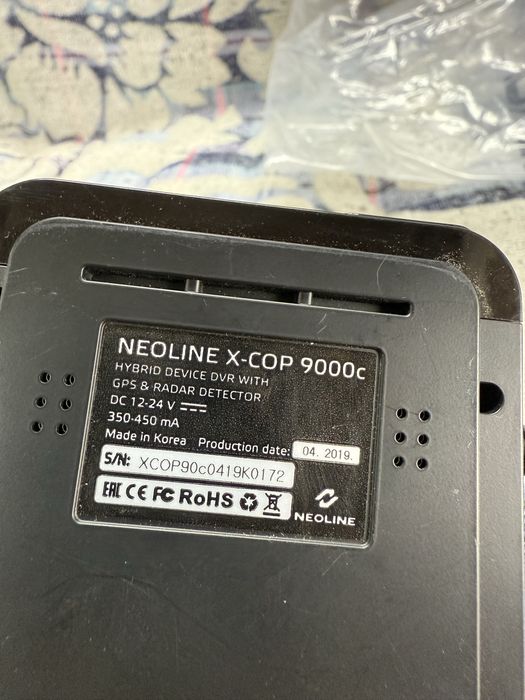 NEOLINE X-COP 9000c
HYBRID DEVICE DVR WITH
GPS & RADAR DETECTOR
DC 12-24 V
350-450 mA
Made in Korea Production date: 04. 2019.
S/N: XCOP90c0419K0172
EAC CE FC RoHS
NEOLINE